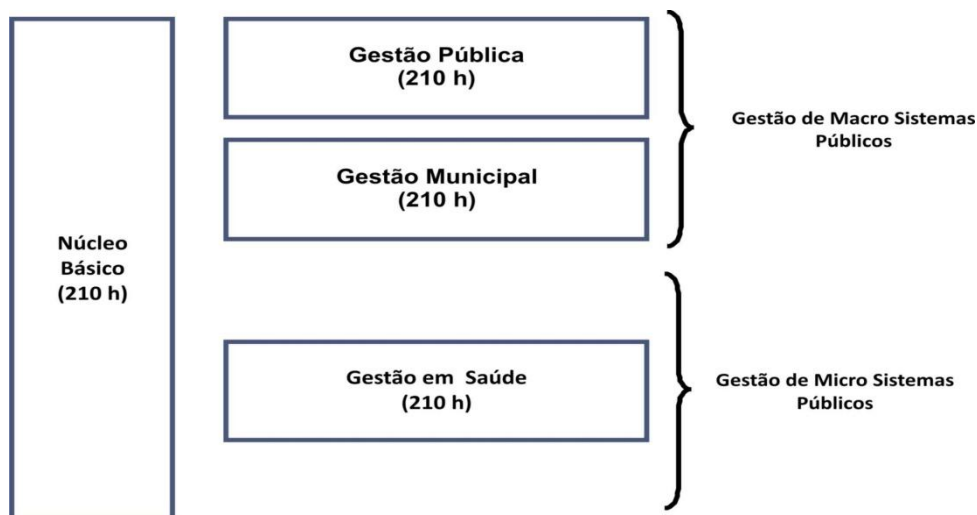 Núcleo
Básico
(210 h)
Gestão Pública
(210 h)
Gestão Municipal
(210 h)
Gestão de Macro Sistemas
Públicos
Gestão em Saúde
(210 h)
Gestão de Micro Sistemas
Públicos